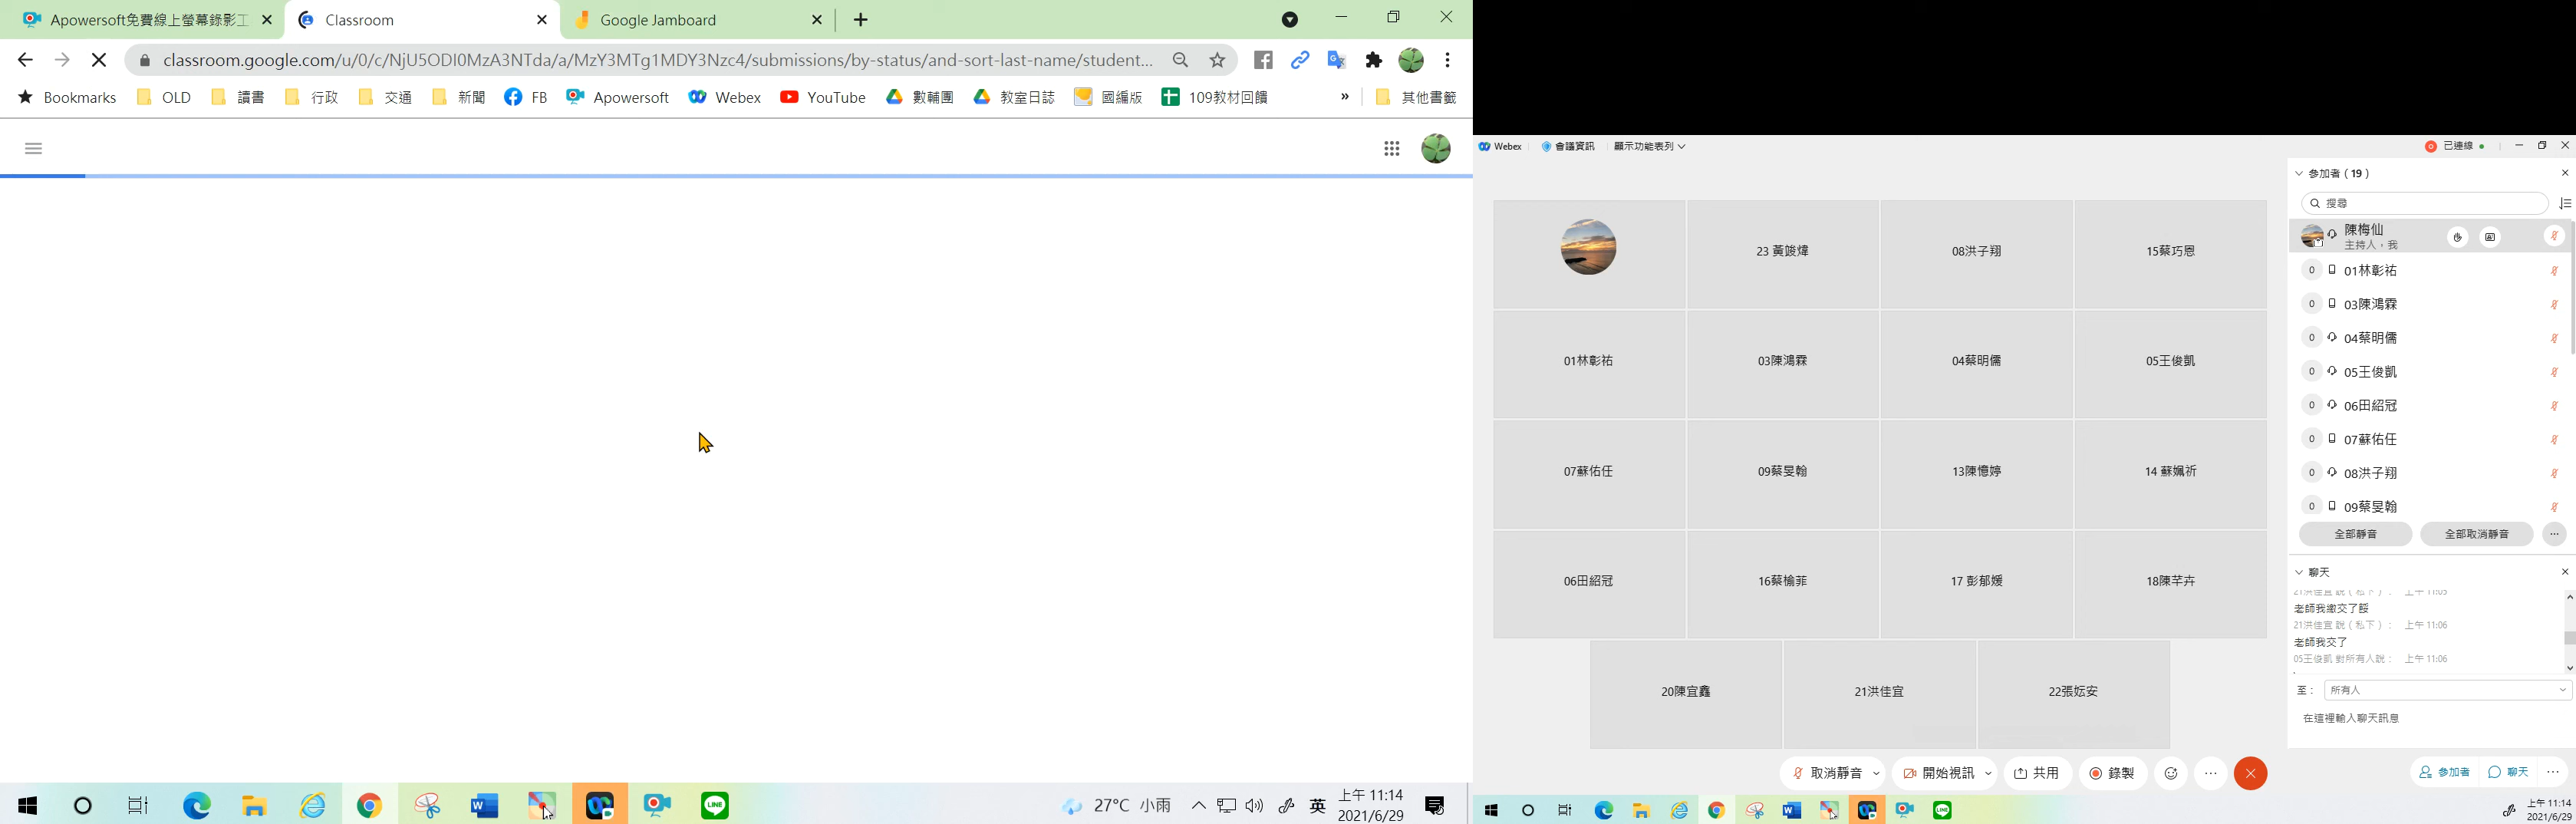 Apowersoft免費線上螢幕錄影工
Classroom
Google Jamboard
classroom.google.com/u/0/c/NjU5ODI0MzA3NTda/a/MzY3MTg1MDY3Nzc4/submissions/by-status/and-sort-last-name/student...
Bookmarks OLD 讀書 行政 交通 新聞 FB Apowersoft Webex YouTube 數輔團 教室日誌 國編版 109教材回饋 » 其他書籤
27°C 小雨 英
上午 11:14
2021/6/29
Webex 會議資訊 顯示功能表列 已連線
23 黃竣煒 08洪子翔 15蔡巧恩
01林彰祐 03陳鴻霖 04蔡明儒 05王俊凱
07蘇佑任 09蔡旻翰 13陳憶婷 14 蘇姵祈
06田紹冠 16蔡榆菲 17 彭郁媛 18陳芊卉
20陳宜鑫 21洪佳宜 22張妘安
取消靜音 開始視訊 共用 錄製
參加者 ( 19 )
搜尋
陳梅仙
主持人，我
01林彰祐
03陳鴻霖
04蔡明儒
05王俊凱
06田紹冠
07蘇佑任
08洪子翔
09蔡旻翰
全部靜音 全部取消靜音
聊天
21洪佳宜 說 ( 私下 ) : 上午 11:05
老師我繳交了餒
21洪佳宜 說 ( 私下 ) : 上午 11:06
老師我交了
05王俊凱 對所有人說 : 上午 11:06
至 : 所有人
在這裡輸入聊天訊息
參加者 聊天
上午 11:14
2021/6/29